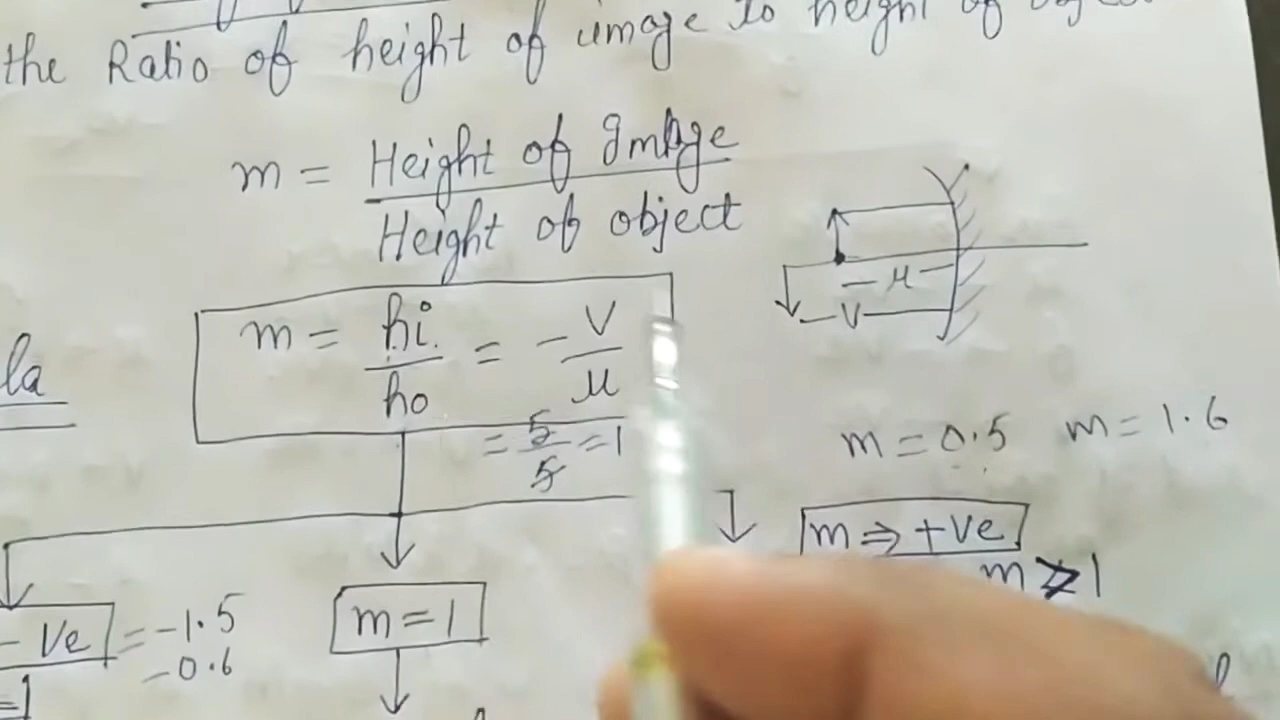 the Ratio of height of image to height of
m = Height of Image
Height of object
m = hi/ho = - v/u
= 5/5 = 1
- u -
- v -
la
m = 0.5 m = 1.6
m ⇒ +ve
m > 1
- ve = -1.5
-0.6
=1
m = 1